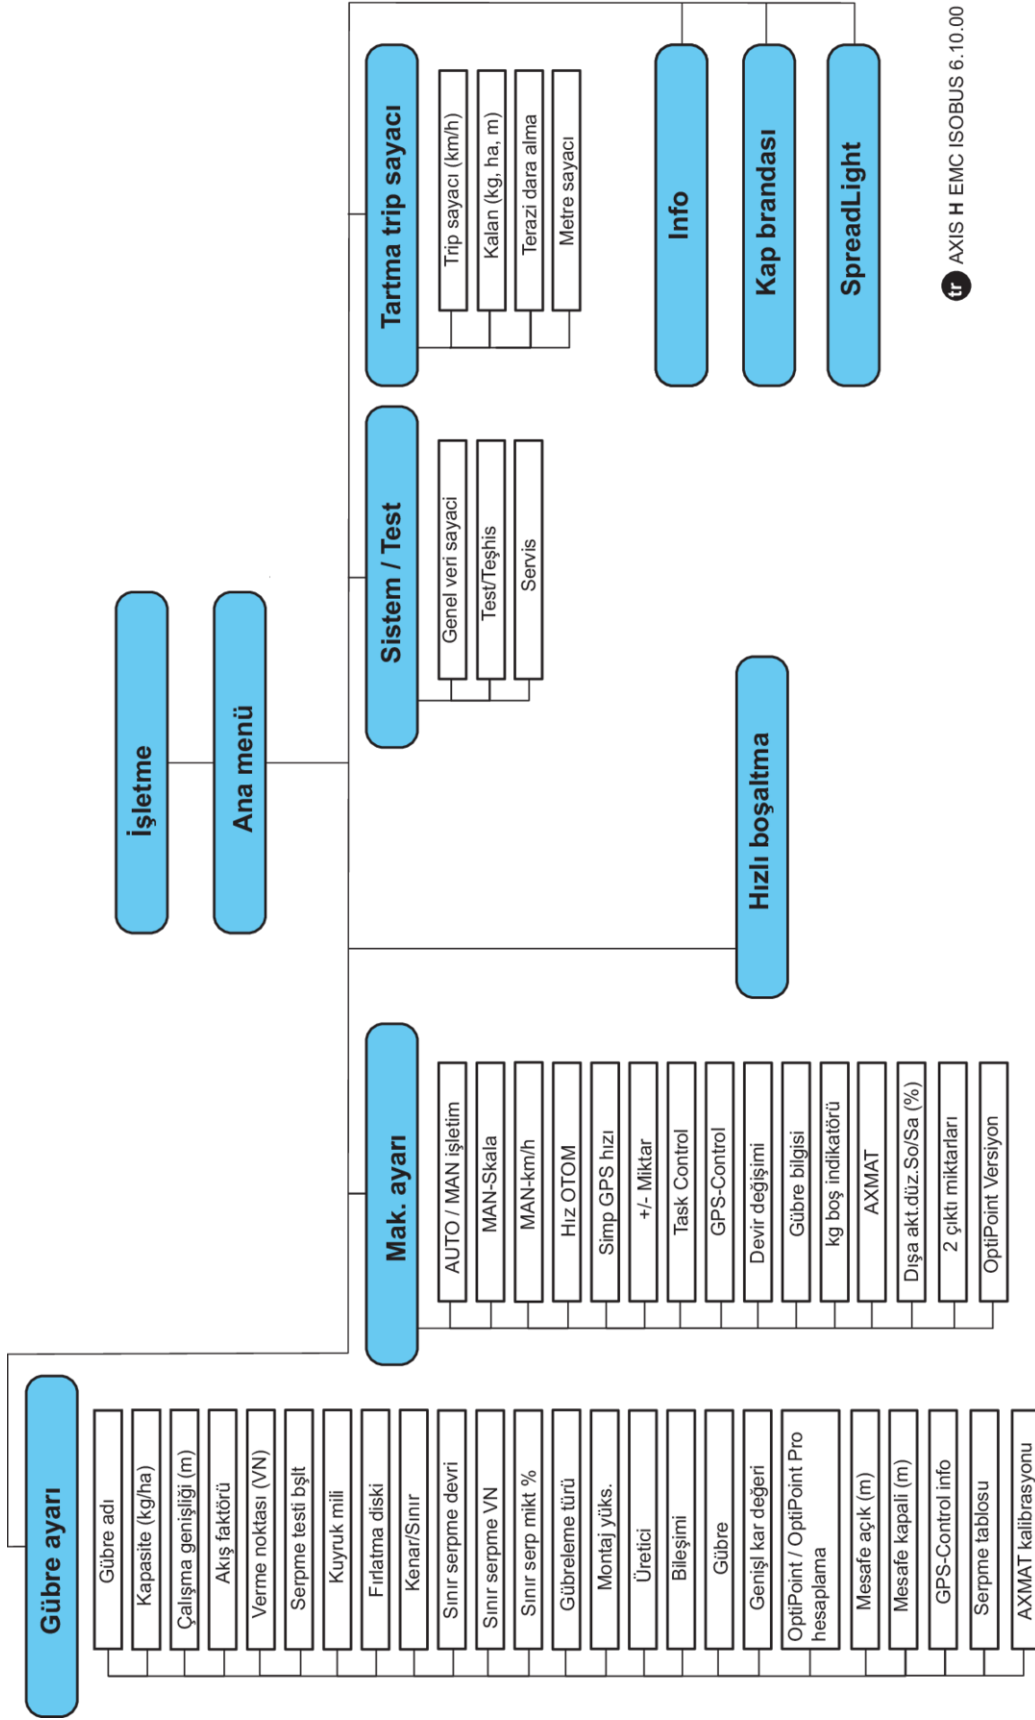 İşletme
Ana menü
Gübre ayarı
Gübre adı
Kapasite (kg/ha)
Çalışma genişliği (m)
Akış faktörü
Verme noktası (VN)
Serpme testi bşlt
Kuyruk mili
Fırlatma diski
Kenar/Sınır
Sınır serpme devri
Sınır serpme VN
Sınır serp mikt %
Gübreleme türü
Montaj yüks.
Üretici
Bileşimi
Gübre
Genişl kar değeri
OptiPoint / OptiPoint Pro
hesaplama
Mesafe açık (m)
Mesafe kapali (m)
GPS-Control info
Serpme tablosu
AXMAT kalibrasyonu
Mak. ayarı
AUTO / MAN işletim
MAN-Skala
MAN-km/h
Hız OTOM
Simp GPS hızı
+/- Miktar
Task Control
GPS-Control
Devir değişimi
Gübre bilgisi
kg boş indikatörü
AXMAT
Dışa akt.düz.So/Sa (%)
2 çıktı miktarları
OptiPoint Versiyon
Hızlı boşaltma
Sistem / Test
Genel veri sayaci
Test/Teşhis
Servis
Tartma trip sayacı
Trip sayacı (km/h)
Kalan (kg, ha, m)
Terazi dara alma
Metre sayacı
Info
Kap brandası
SpreadLight
tr AXIS H EMC ISOBUS 6.10.00